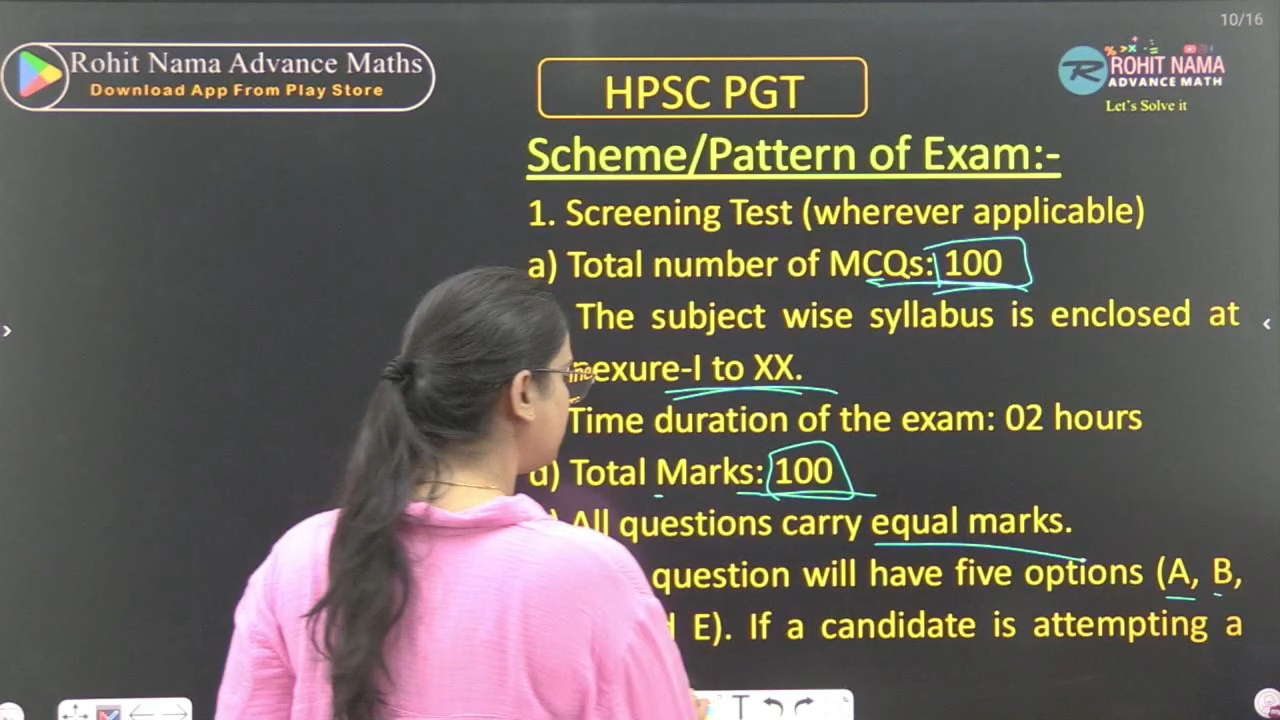 10/16
Rohit Nama Advance Maths
Download App From Play Store
HPSC PGT
ROHIT NAMA
ADVANCE MATH
Let's Solve it
Scheme/Pattern of Exam:-
1. Screening Test (wherever applicable)
a) Total number of MCQs: 100
The subject wise syllabus is enclosed at
nexure-I to XX.
Time duration of the exam: 02 hours
d) Total Marks: 100
) All questions carry equal marks.
question will have five options (A, B,
E). If a candidate is attempting a
T